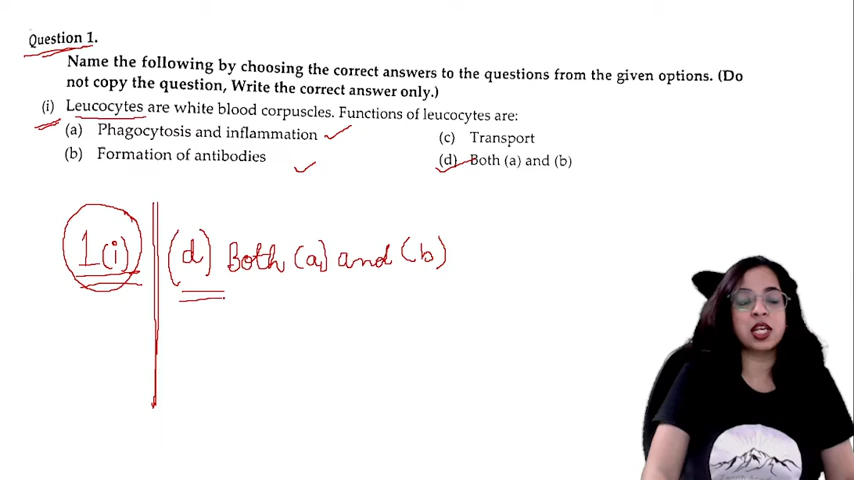 Question 1.
Name the following by choosing the correct answers to the questions from the given options. (Do
not copy the question, Write the correct answer only.)
(i) Leucocytes are white blood corpuscles. Functions of leucocytes are:
(a) Phagocytosis and inflammation (c) Transport
(b) Formation of antibodies (d) Both (a) and (b)
1(i) (d) Both (a) and (b)